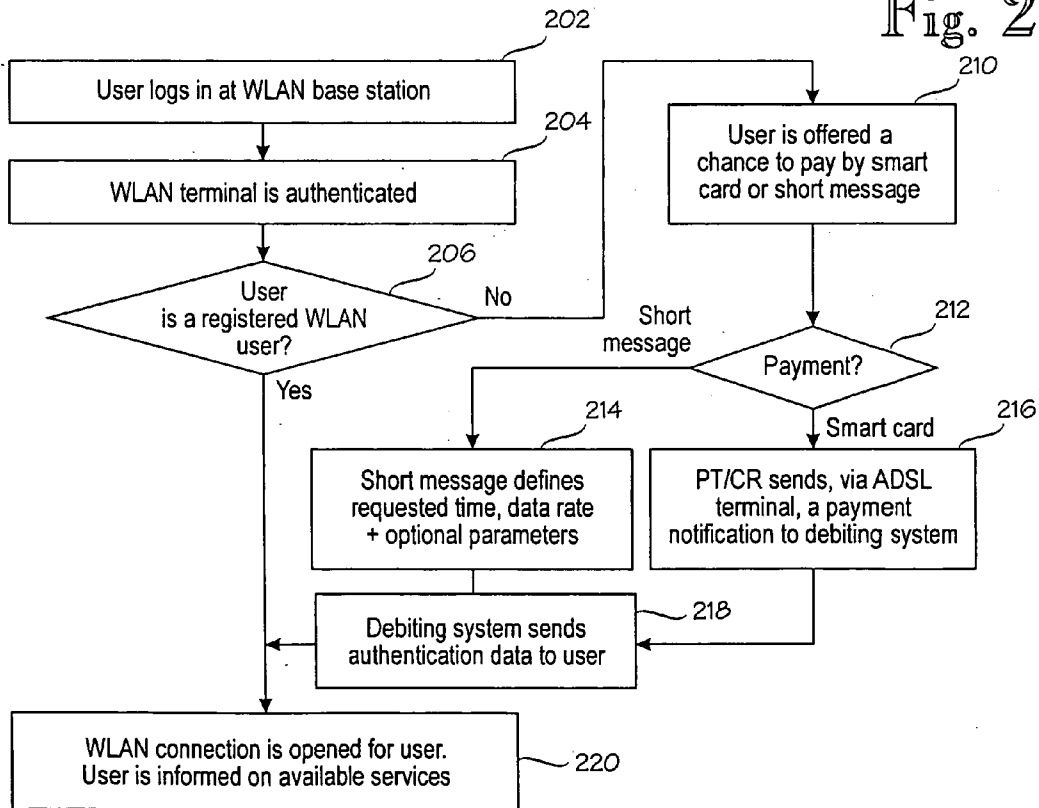 Fig. 2
202
User logs in at WLAN base station
204
WLAN terminal is authenticated
206
User
is a registered WLAN
user?
No
Yes
210
User is offered a
chance to pay by smart
card or short message
212
Payment?
Short
message
Smart card
214
Short message defines
requested time, data rate
+ optional parameters
216
PT/CR sends, via ADSL
terminal, a payment
notification to debiting system
218
Debiting system sends
authentication data to user
WLAN connection is opened for user.
User is informed on available services
220